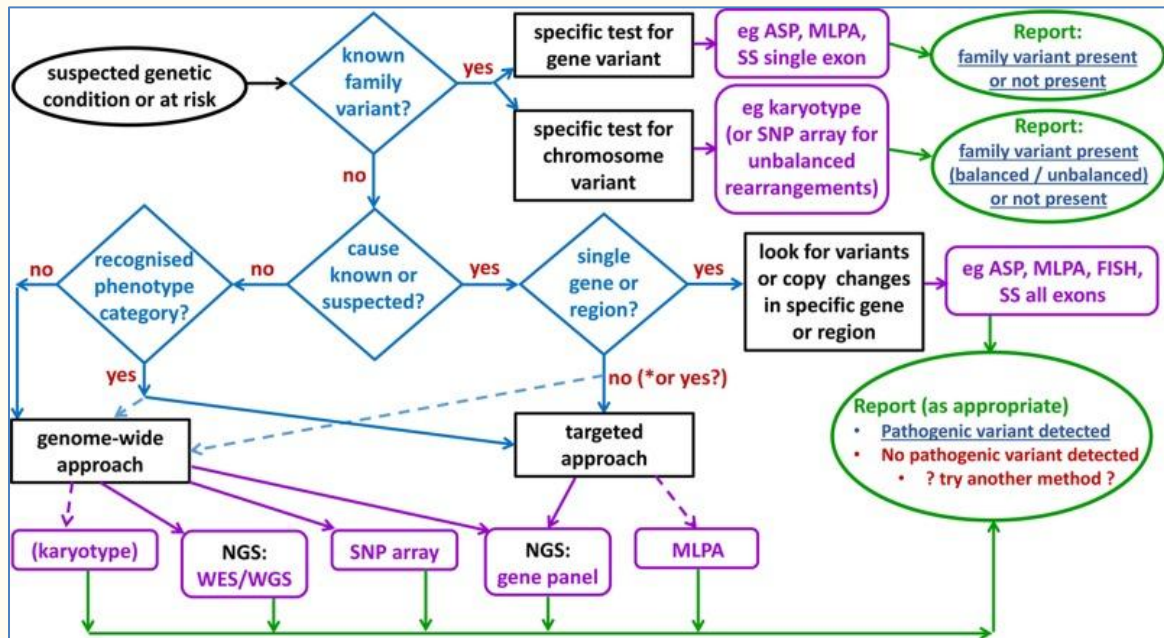 suspected genetic
condition or at risk
known
family
variant?
yes
specific test for
gene variant
eg ASP, MLPA,
SS single exon
Report:
family variant present
or not present
specific test for
chromosome
variant
eg karyotype
(or SNP array for
unbalanced
rearrangements)
Report:
family variant present
(balanced / unbalanced)
or not present
no
cause
known or
suspected?
no
recognised
phenotype
category?
no
yes
single
gene or
region?
yes
look for variants
or copy changes
in specific gene
or region
eg ASP, MLPA, FISH,
SS all exons
yes
no (*or yes?)
genome-wide
approach
targeted
approach
Report (as appropriate)
• Pathogenic variant detected
• No pathogenic variant detected
• ? try another method ?
(karyotype)
NGS:
WES/WGS
SNP array
NGS:
gene panel
MLPA